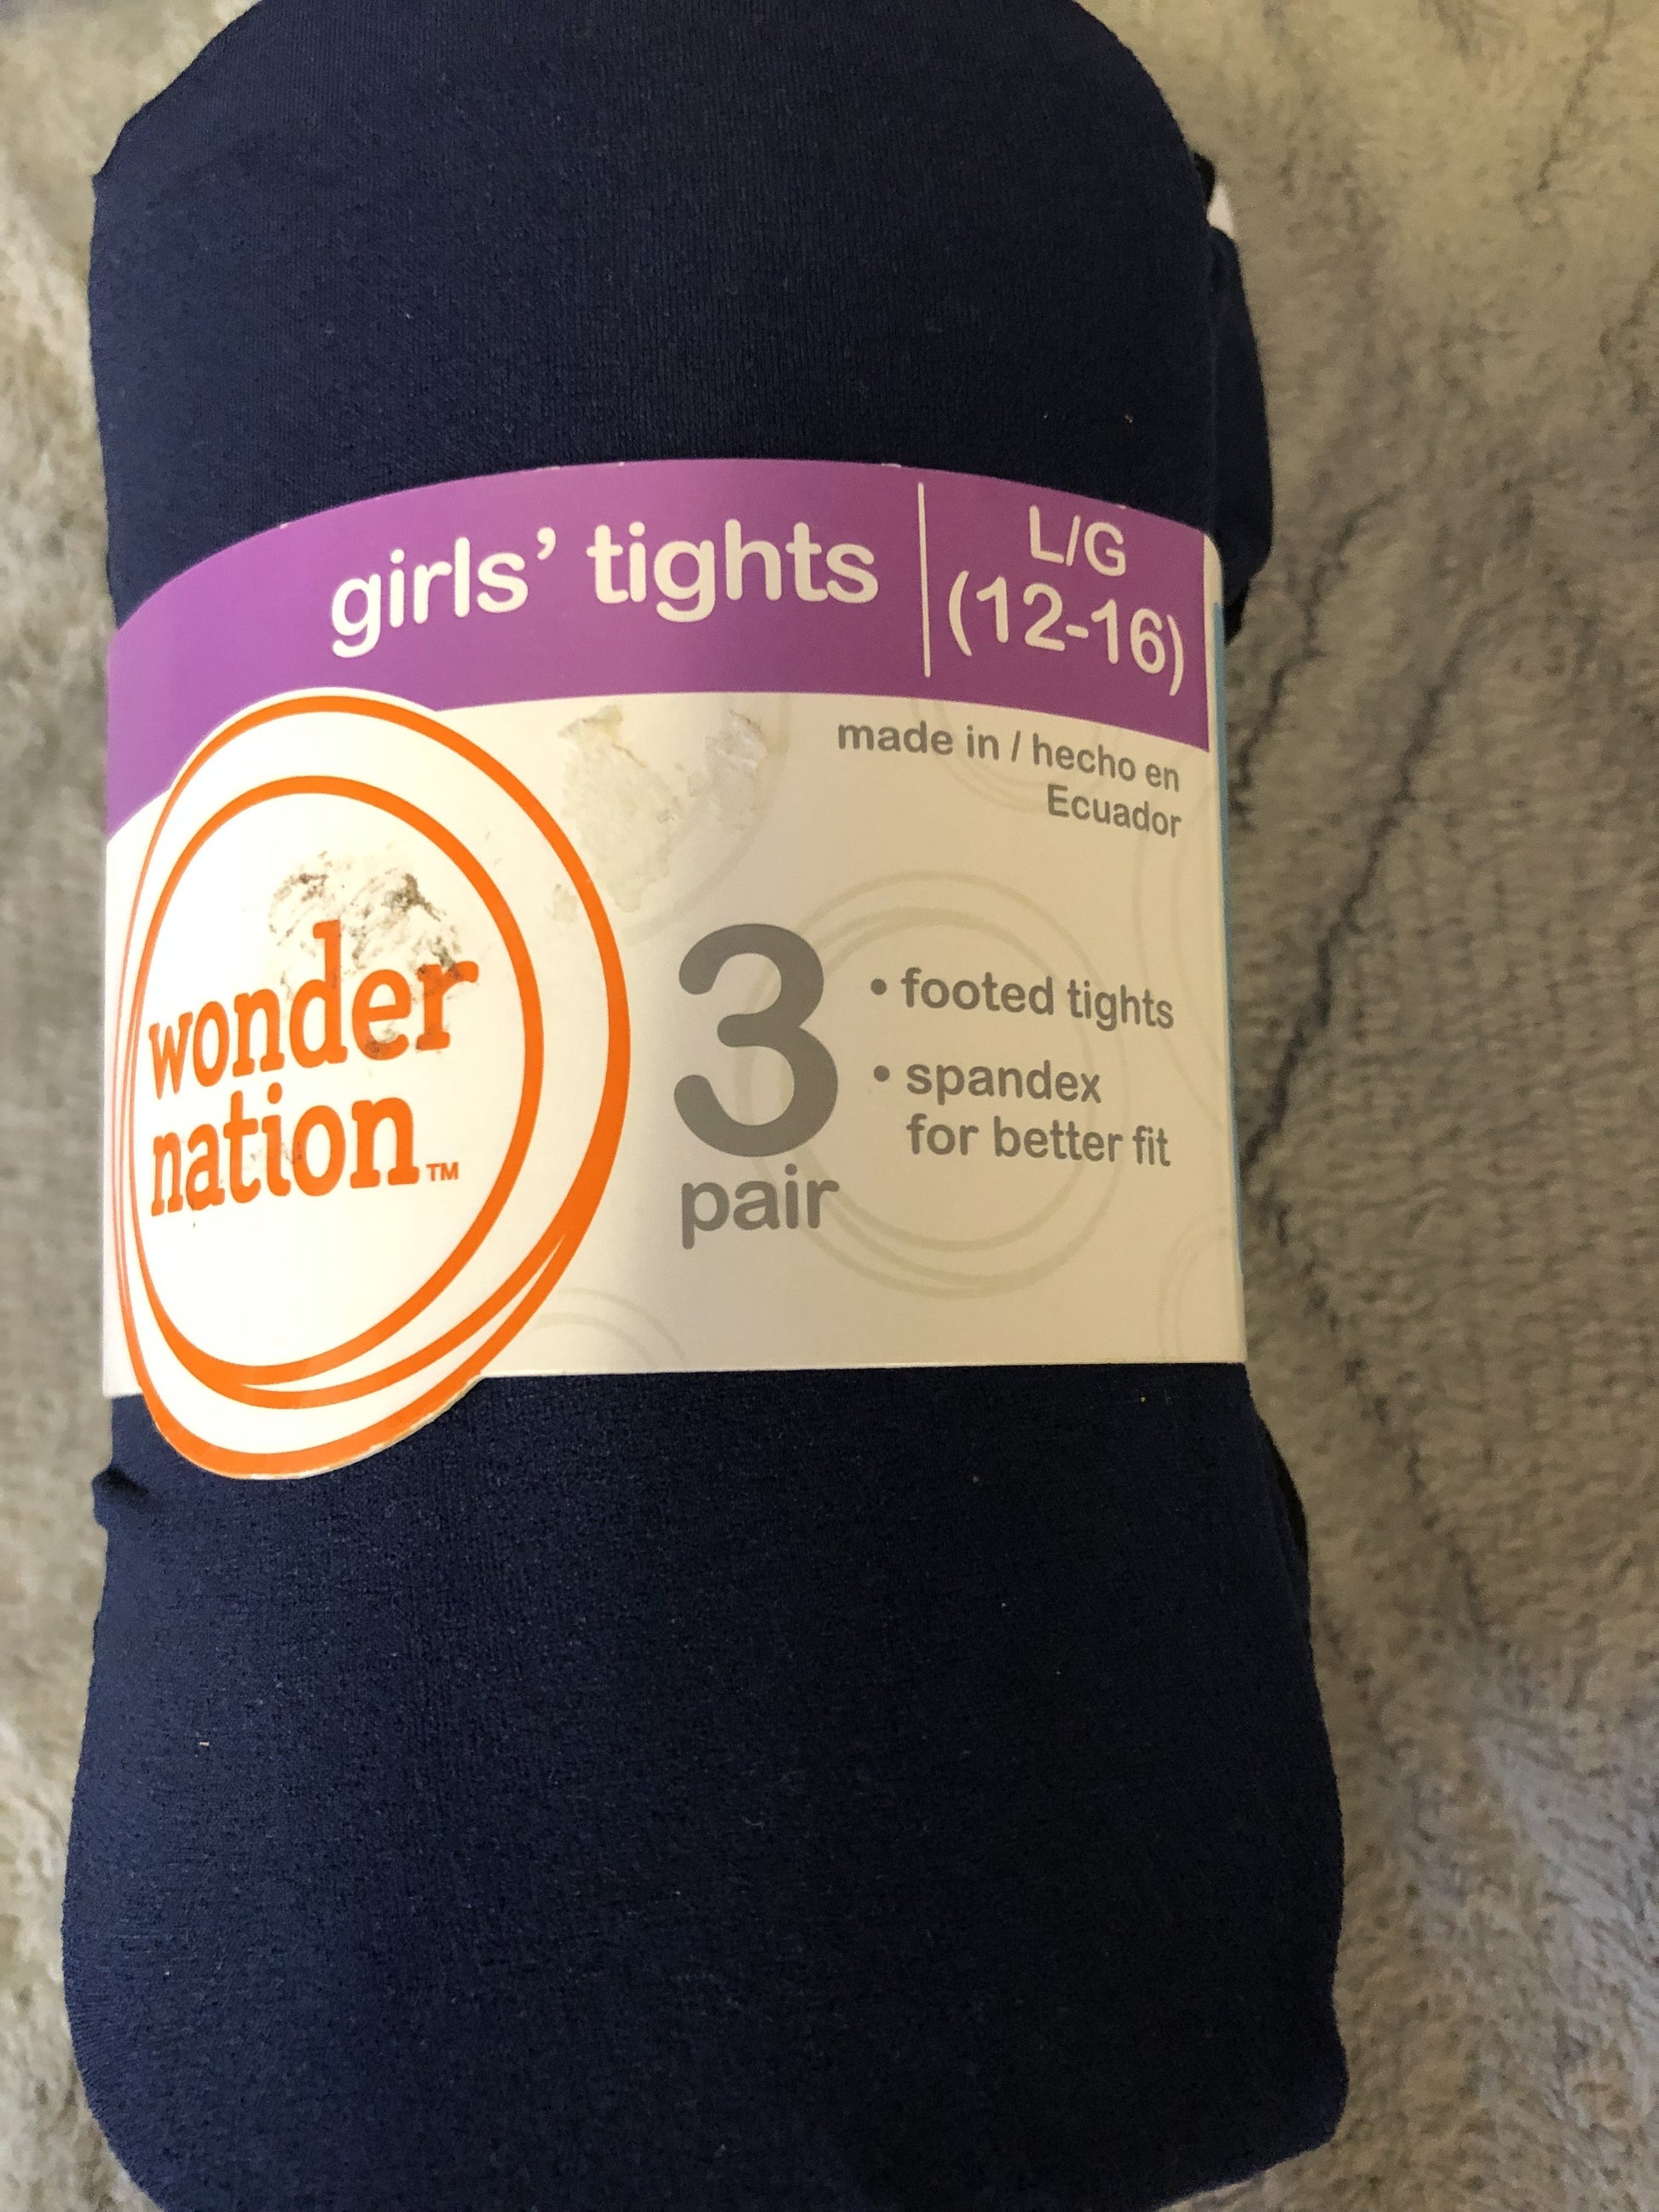 girls’ tights
L/G
(12-16)
made in / hecho en
Ecuador
wonder
nation™
3
pair
• footed tights
• spandex
for better fit